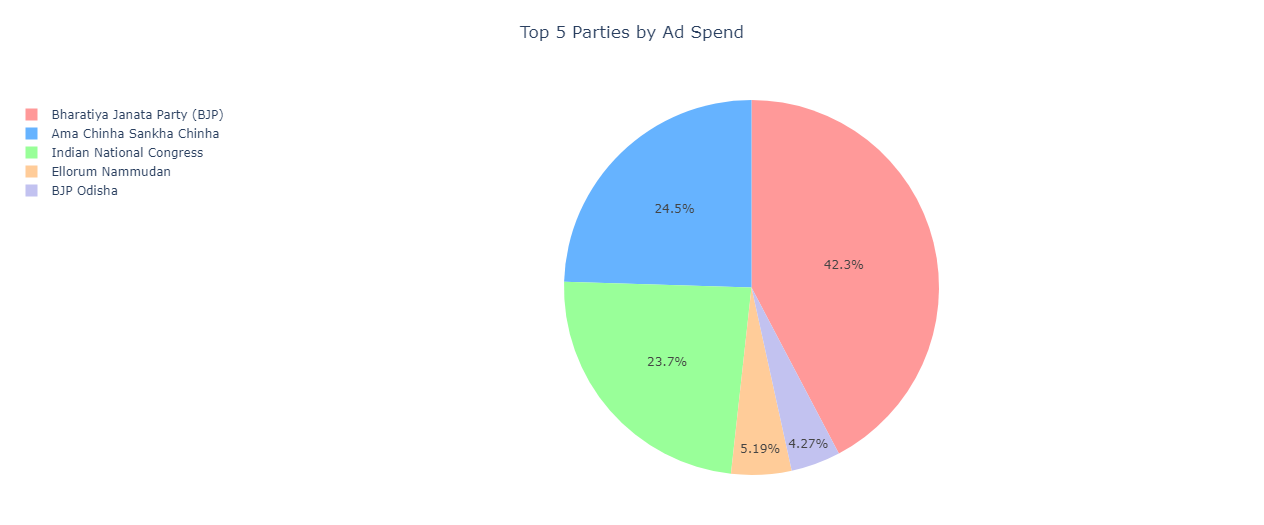 Top 5 Parties by Ad Spend
Bharatiya Janata Party (BJP)
Ama Chinha Sankha Chinha
Indian National Congress
Ellorum Nammudan
BJP Odisha
24.5%
42.3%
23.7%
5.19%
4.27%